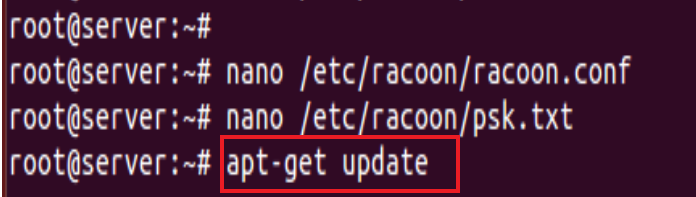 root@server:~#
root@server:~# nano /etc/racoon/racoon.conf
root@server:~# nano /etc/racoon/psk.txt
root@server:~# apt-get update